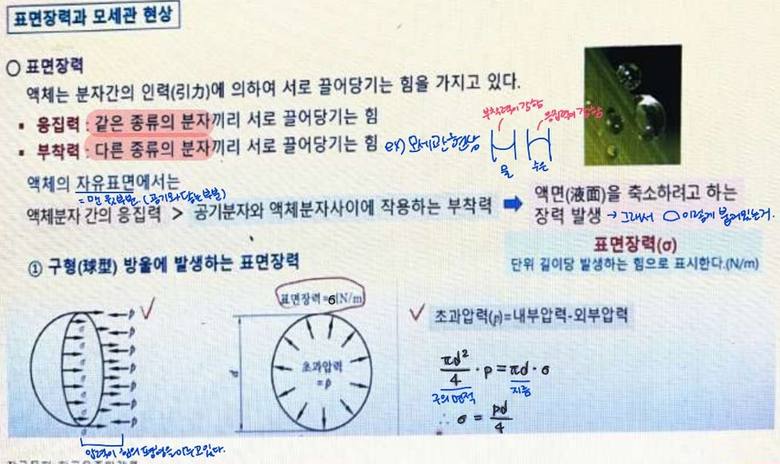 표면장력과 모세관 현상
○ 표면장력
액체는 분자간의 인력(引力)에 의하여 서로 끌어당기는 힘을 가지고 있다.
▪ 응집력 : 같은 종류의 분자끼리 서로 끌어당기는 힘
▪ 부착력 : 다른 종류의 분자끼리 서로 끌어당기는 힘
ex) 모세관현상
부착력이 강함
응집력이 강함
물
수은
액체의 자유표면에서는
= 맨 윗부분. (공기와 닿는 부분)
액체분자 간의 응집력 > 공기분자와 액체분자사이에 작용하는 부착력 ➡ 액면(液面)을 축소하려고 하는
장력 발생 → 그래서 ○ 이렇게
표면장력(σ)
단위 길이당 발생하는 힘으로 표시한다.(N/m)
① 구형(球型) 방울에 발생하는 표면장력
표면장력=σ(N/m)
d
초과압력
=p
✓ 초과압력(p)=내부압력-외부압력
πd²/4 · p = πd · σ
구의 면적
∴ σ = pd/4